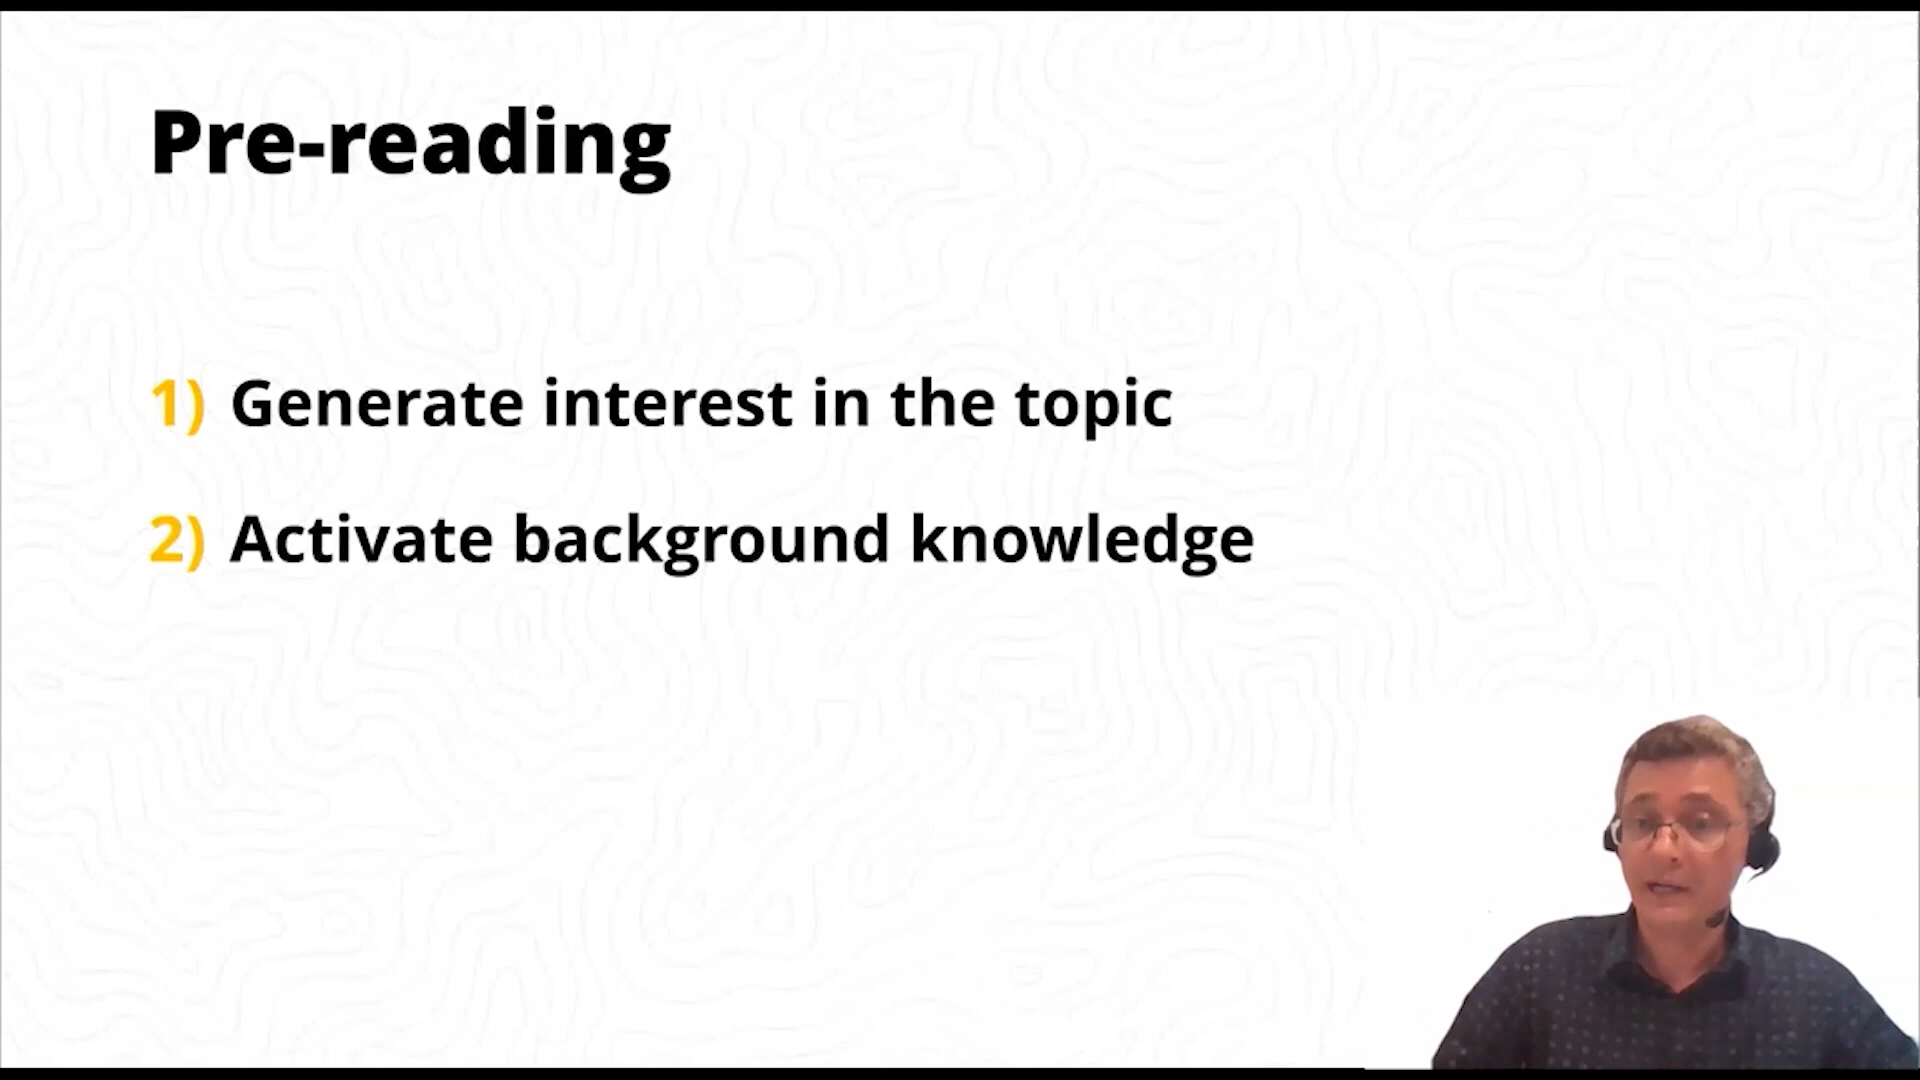 Pre-reading
1) Generate interest in the topic
2) Activate background knowledge